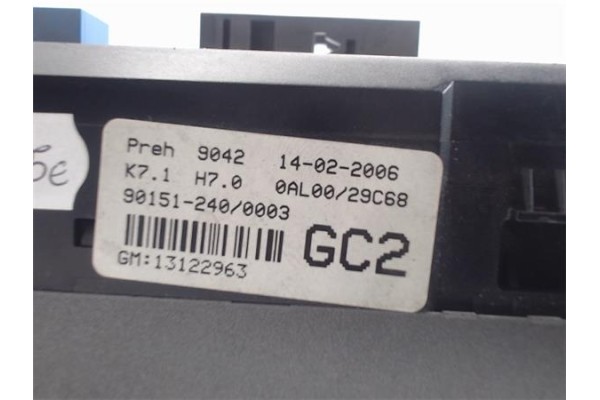 Preh 9042 14-02-2006
K7.1 H7.0 0AL00/29C68
90151-240/0003
GC2
GM:13122963